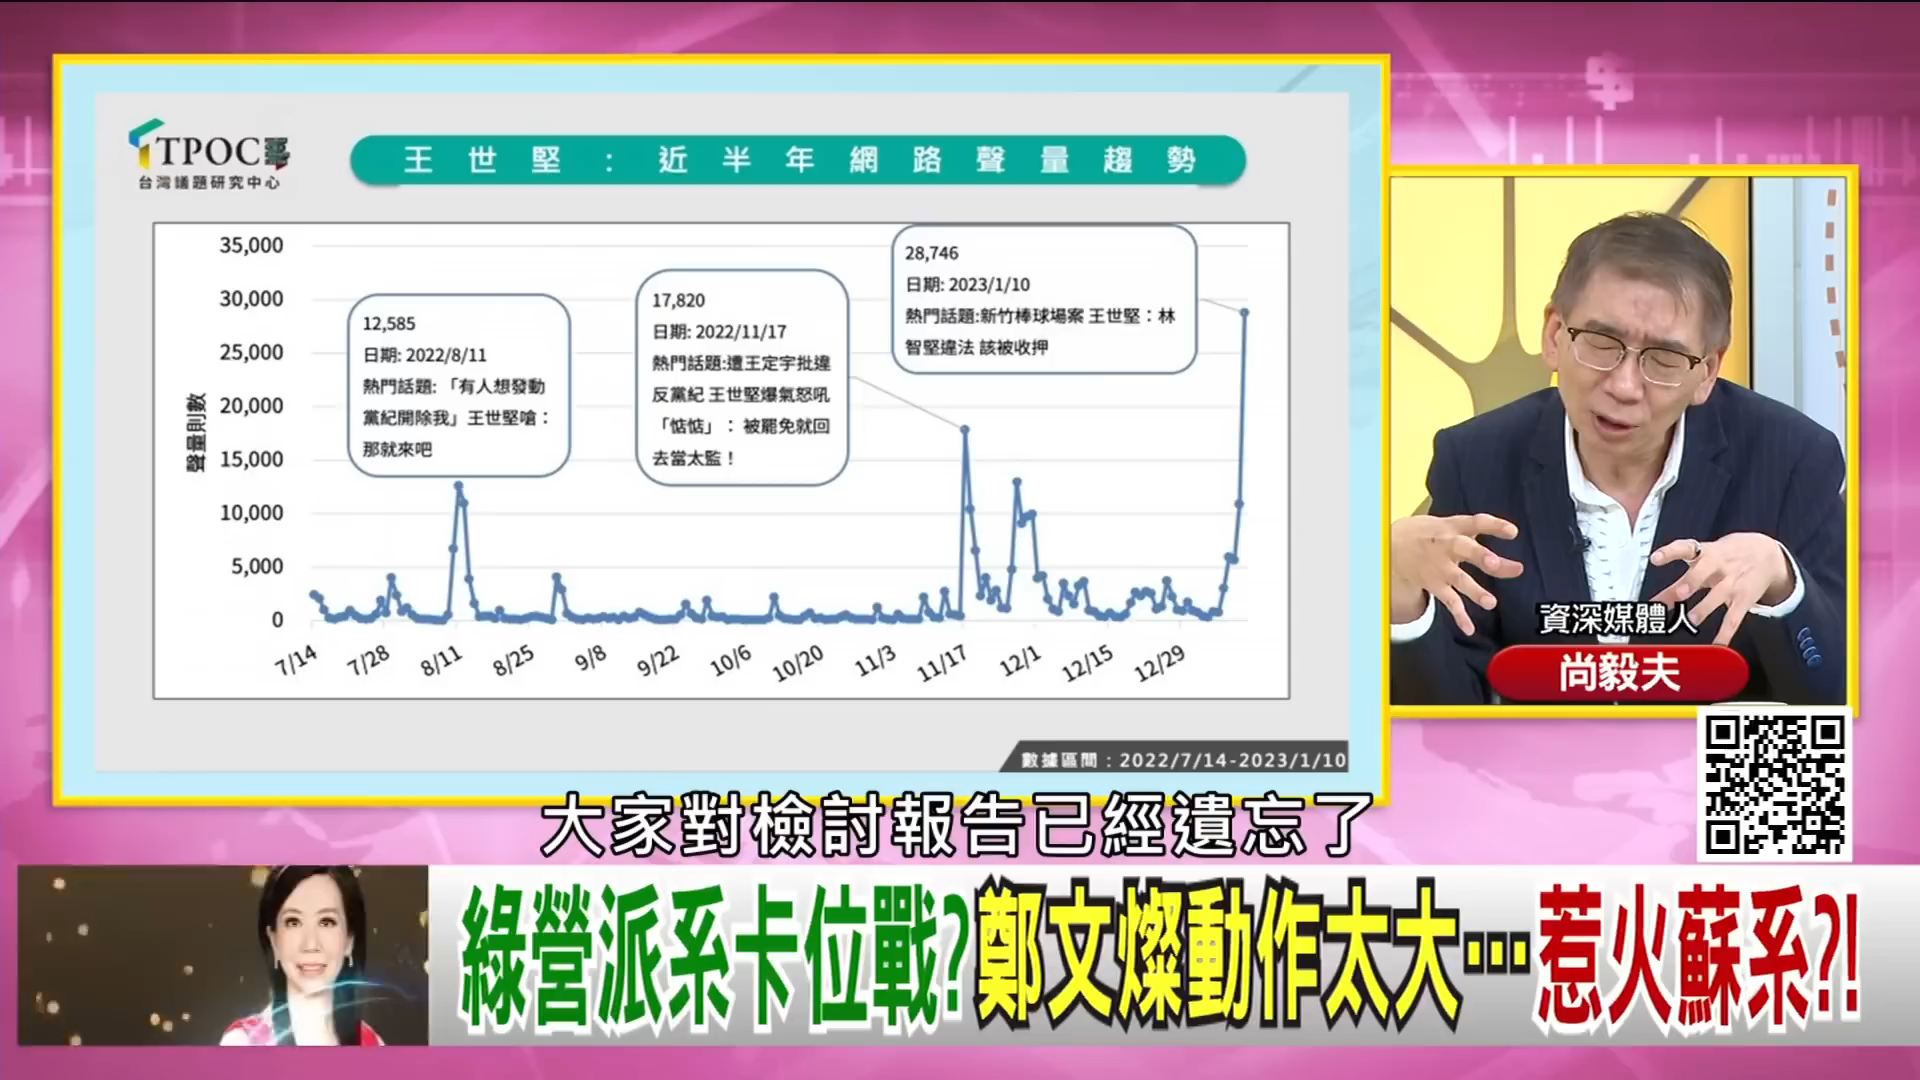 TPOC
台灣議題研究中心
王世堅：近半年網路聲量趨勢
聲量則數
35,000
30,000
25,000
20,000
15,000
10,000
5,000
0
12,585
日期: 2022/8/11
熱門話題: 「有人想發動
黨紀開除我」王世堅嗆：
那就來吧
17,820
日期: 2022/11/17
熱門話題:遭王定宇批違
反黨紀 王世堅爆氣怒吼
「惦惦」： 被罷免就回
去當太監！
28,746
日期: 2023/1/10
熱門話題:新竹棒球場案 王世堅：林
智堅違法 該被收押
7/14
7/28
8/11
8/25
9/8
9/22
10/6
10/20
11/3
11/17
12/1
12/15
12/29
數據區間：2022/7/14-2023/1/10
資深媒體人
尚毅夫
大家對檢討報告已經遺忘了
綠營派系卡位戰?鄭文燦動作太大…惹火蘇系?!